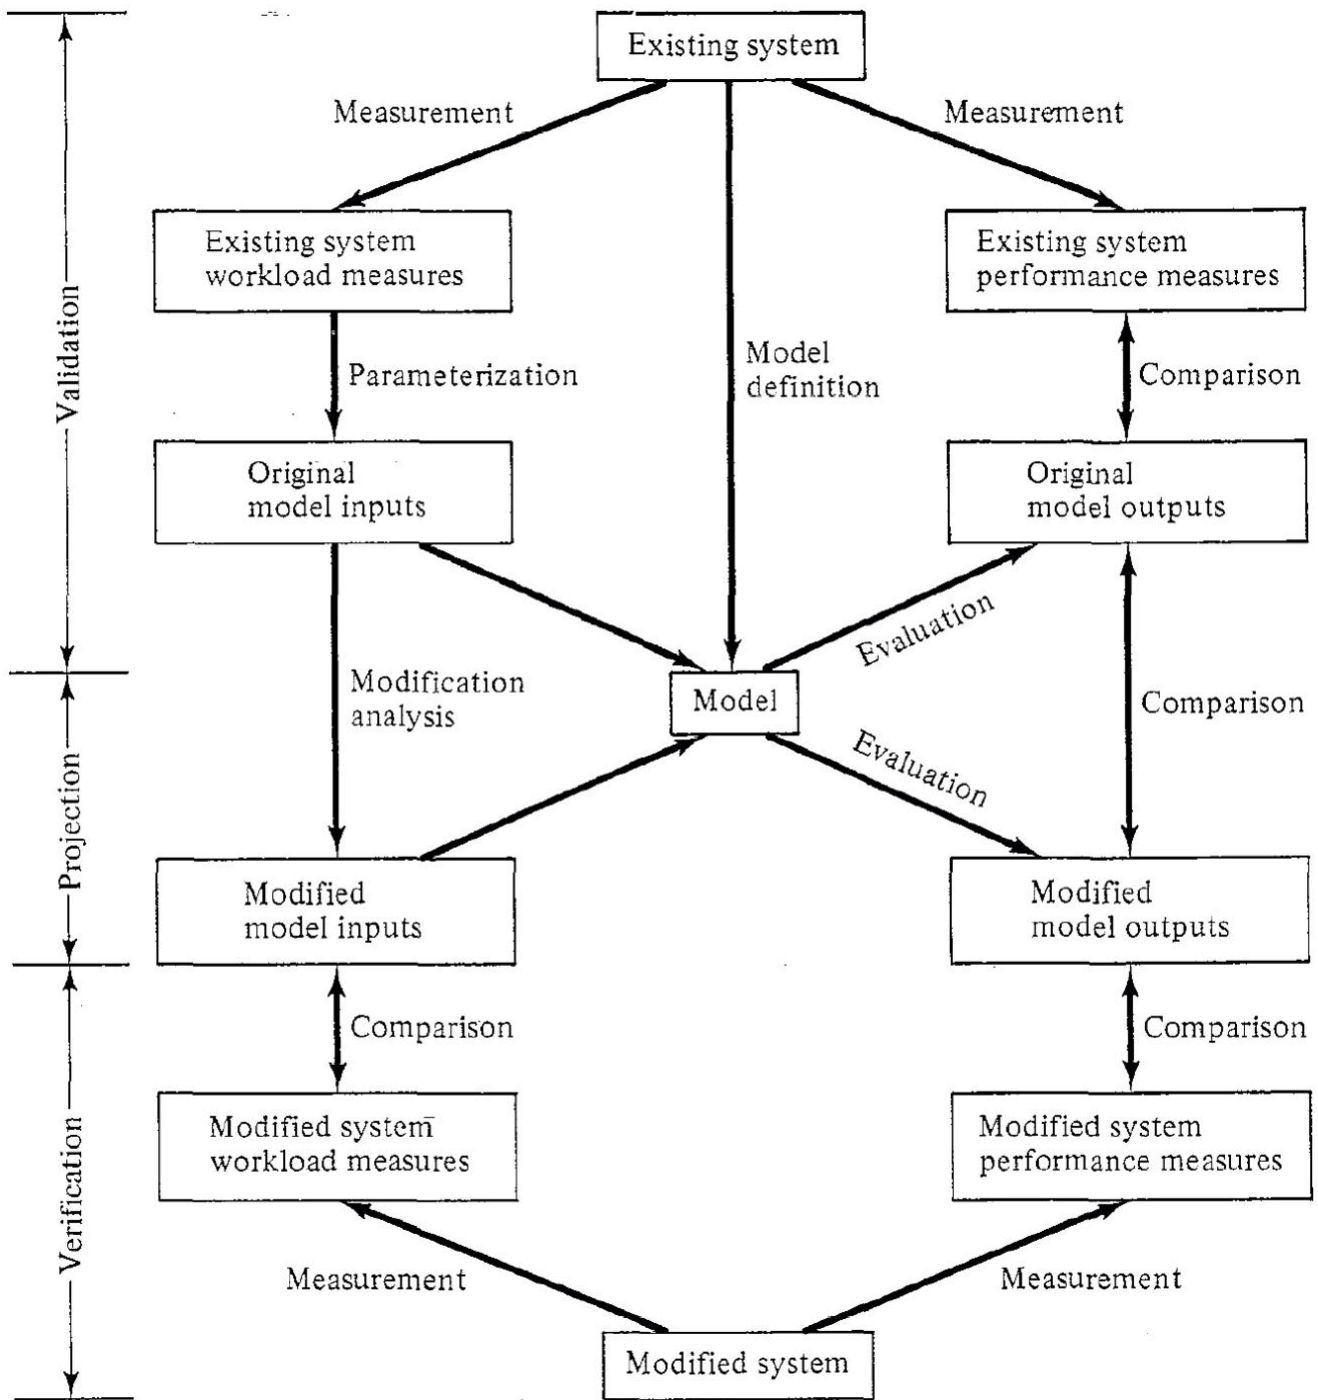 Existing system
Measurement
Measurement
Existing system
workload measures
Existing system
performance measures
Validation
Parameterization
Model
definition
Comparison
Original
model inputs
Original
model outputs
Evaluation
Modification
analysis
Model
Comparison
Evaluation
Projection
Modified
model inputs
Modified
model outputs
Comparison
Comparison
Modified system
workload measures
Modified system
performance measures
Verification
Measurement
Measurement
Modified system